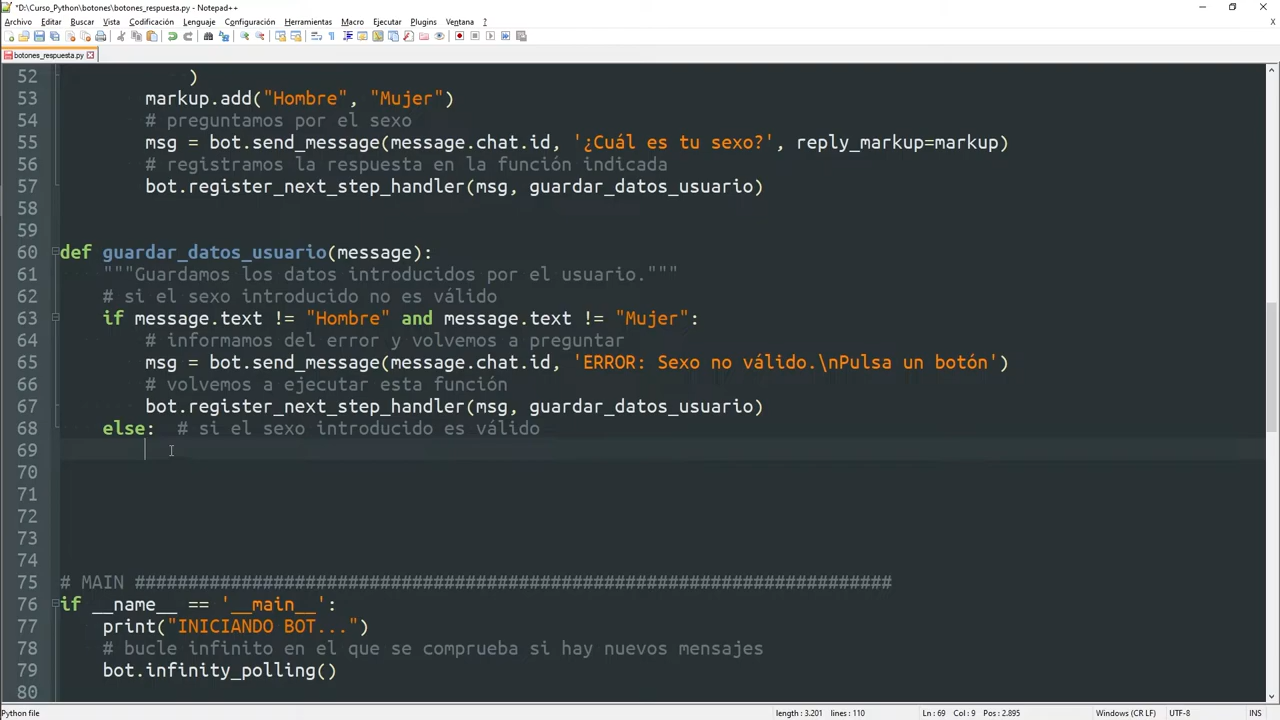 *D:\Curso_Python\botones\botones_respuesta.py - Notepad++
Archivo Editar Buscar Vista Codificación Lenguaje Configuración Herramientas Macro Ejecutar Plugins Ventana ?
botones_respuesta.py
52 )
53 markup.add("Hombre", "Mujer")
54 # preguntamos por el sexo
55 msg = bot.send_message(message.chat.id, '¿Cuál es tu sexo?', reply_markup=markup)
56 # registramos la respuesta en la función indicada
57 bot.register_next_step_handler(msg, guardar_datos_usuario)
58
59
60 def guardar_datos_usuario(message):
61 """Guardamos los datos introducidos por el usuario."""
62 # si el sexo introducido no es válido
63 if message.text != "Hombre" and message.text != "Mujer":
64 # informamos del error y volvemos a preguntar
65 msg = bot.send_message(message.chat.id, 'ERROR: Sexo no válido.\nPulsa un botón')
66 # volvemos a ejecutar esta función
67 bot.register_next_step_handler(msg, guardar_datos_usuario)
68 else: # si el sexo introducido es válido
69
70
71
72
73
74
75 # MAIN #######################################################################
76 if __name__ == '__main__':
77 print("INICIANDO BOT...")
78 # bucle infinito en el que se comprueba si hay nuevos mensajes
79 bot.infinity_polling()
80
Python file length : 3.201 lines : 110 Ln : 69 Col : 9 Pos : 2.895 Windows (CR LF) UTF-8 INS